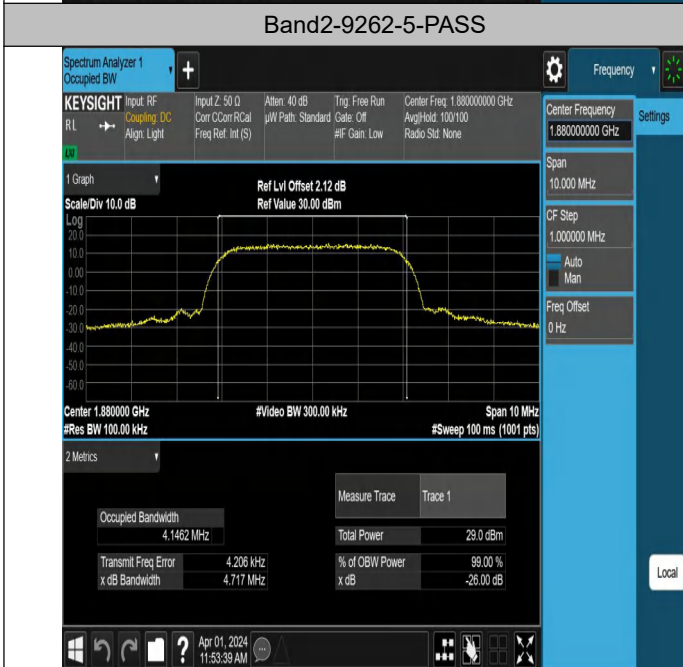 Band2-9262-5-PASS
Spectrum Analyzer 1
Occupied BW
+
Frequency
KEYSIGHT Input: RF Input Z: 50 Ω Atten: 40 dB Trig: Free Run Center Freq: 1.880000000 GHz
RL Coupling: DC Corr CCorr RCal µW Path: Standard Gate: Off Avg|Hold: 100/100
Align: Light Freq Ref: Int (S) #IF Gain: Low Radio Std: None
LXI
Center Frequency
1.880000000 GHz
Settings
Span
10.000 MHz
CF Step
1.000000 MHz
Auto
Man
Freq Offset
0 Hz
1 Graph
Ref Lvl Offset 2.12 dB
Scale/Div 10.0 dB Ref Value 30.00 dBm
Log
20.0
10.0
0.00
-10.0
-20.0
-30.0
-40.0
-50.0
-60.0
Center 1.880000 GHz #Video BW 300.00 kHz Span 10 MHz
#Res BW 100.00 kHz #Sweep 100 ms (1001 pts)
2 Metrics
Measure Trace Trace 1
Occupied Bandwidth
4.1462 MHz
Total Power 29.0 dBm
Transmit Freq Error 4.206 kHz % of OBW Power 99.00 %
x dB Bandwidth 4.717 MHz x dB -26.00 dB
Local
? Apr 01, 2024
11:53:39 AM